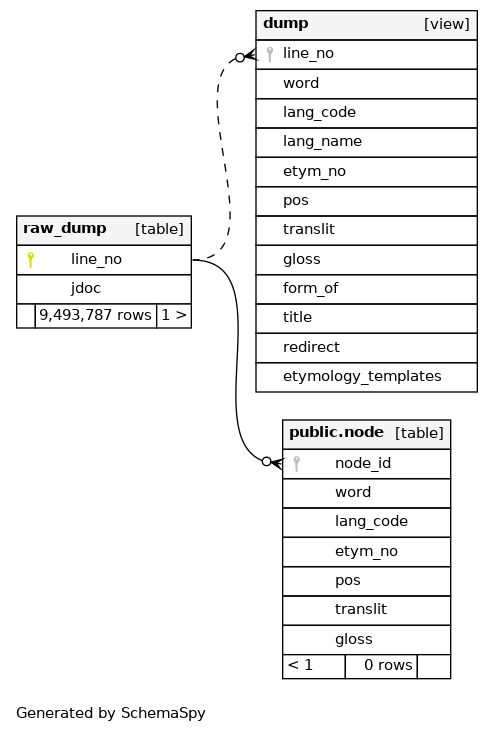 dump [view]
line_no
word
lang_code
lang_name
etym_no
pos
translit
gloss
form_of
title
redirect
etymology_templates
raw_dump [table]
line_no
jdoc
9,493,787 rows 1 >
public.node [table]
node_id
word
lang_code
etym_no
pos
translit
gloss
< 1 0 rows
Generated by SchemaSpy